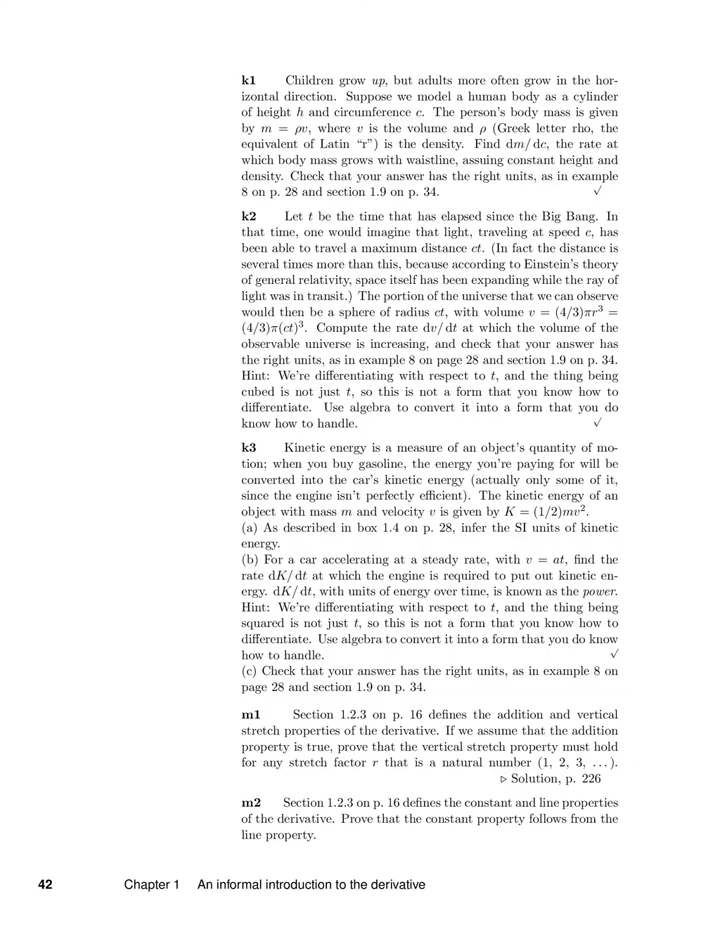 k1 Children grow up, but adults more often grow in the hor-
izontal direction. Suppose we model a human body as a cylinder
of height h and circumference c. The person's body mass is given
by m = ρv, where v is the volume and ρ (Greek letter rho, the
equivalent of Latin “r”) is the density. Find dm/ dc, the rate at
which body mass grows with waistline, assuing constant height and
density. Check that your answer has the right units, as in example
8 on p. 28 and section 1.9 on p. 34. √
k2 Let t be the time that has elapsed since the Big Bang. In
that time, one would imagine that light, traveling at speed c, has
been able to travel a maximum distance ct. (In fact the distance is
several times more than this, because according to Einstein's theory
of general relativity, space itself has been expanding while the ray of
light was in transit.) The portion of the universe that we can observe
would then be a sphere of radius ct, with volume v = (4/3)πr³ =
(4/3)π(ct)³. Compute the rate dv/ dt at which the volume of the
observable universe is increasing, and check that your answer has
the right units, as in example 8 on page 28 and section 1.9 on p. 34.
Hint: We're differentiating with respect to t, and the thing being
cubed is not just t, so this is not a form that you know how to
differentiate. Use algebra to convert it into a form that you do
know how to handle. √
k3 Kinetic energy is a measure of an object's quantity of mo-
tion; when you buy gasoline, the energy you're paying for will be
converted into the car's kinetic energy (actually only some of it,
since the engine isn't perfectly efficient). The kinetic energy of an
object with mass m and velocity v is given by K = (1/2)mv².
(a) As described in box 1.4 on p. 28, infer the SI units of kinetic
energy.
(b) For a car accelerating at a steady rate, with v = at, find the
rate dK/ dt at which the engine is required to put out kinetic en-
ergy. dK/ dt, with units of energy over time, is known as the power.
Hint: We're differentiating with respect to t, and the thing being
squared is not just t, so this is not a form that you know how to
differentiate. Use algebra to convert it into a form that you do know
how to handle. √
(c) Check that your answer has the right units, as in example 8 on
page 28 and section 1.9 on p. 34.
m1 Section 1.2.3 on p. 16 defines the addition and vertical
stretch properties of the derivative. If we assume that the addition
property is true, prove that the vertical stretch property must hold
for any stretch factor r that is a natural number (1, 2, 3, . . . ).
▷ Solution, p. 226
m2 Section 1.2.3 on p. 16 defines the constant and line properties
of the derivative. Prove that the constant property follows from the
line property.
42 Chapter 1 An informal introduction to the derivative